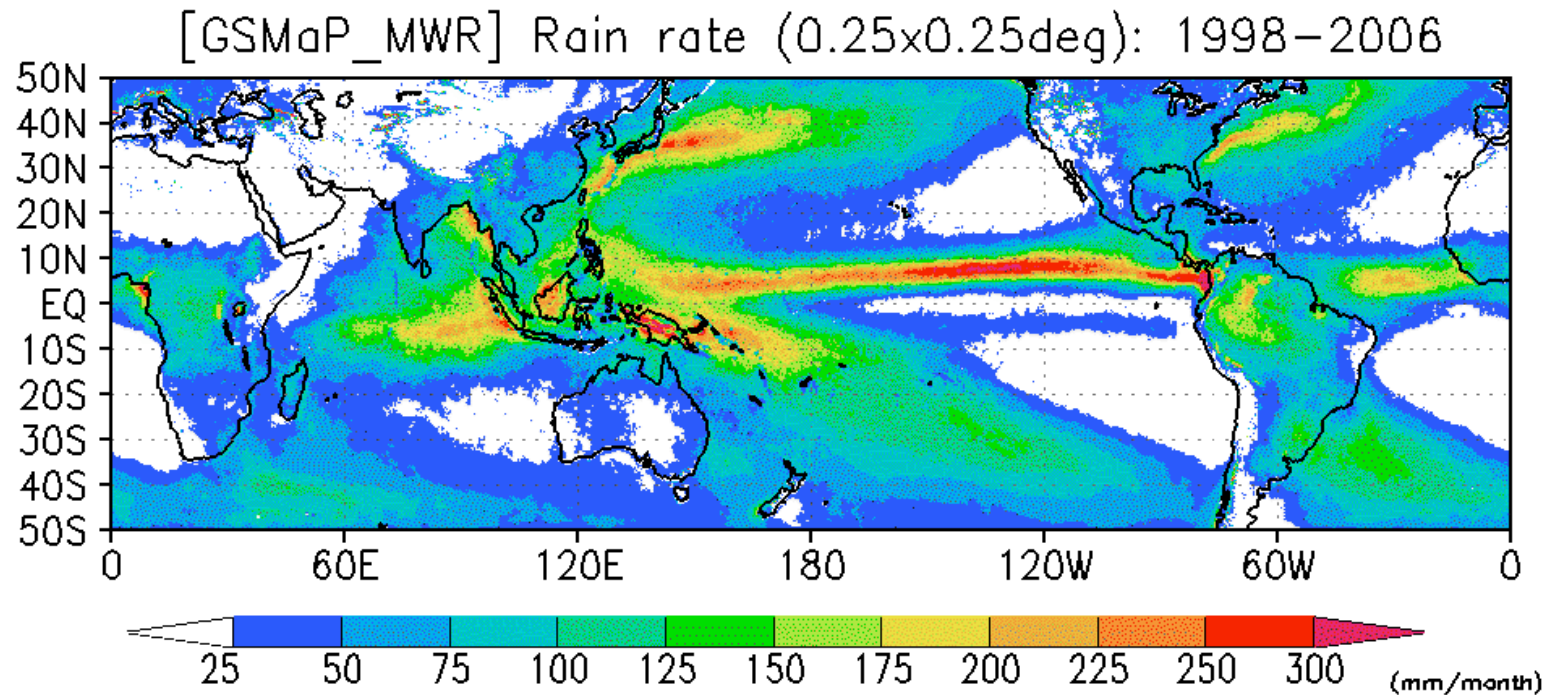 [GSMaP_MWR] Rain rate (0.25x0.25deg): 1998-2006
50N
40N
30N
20N
10N
EQ
10S
20S
30S
40S
50S
0 60E 120E 180 120W 60W 0
25 50 75 100 125 150 175 200 225 250 300 (mm/month)